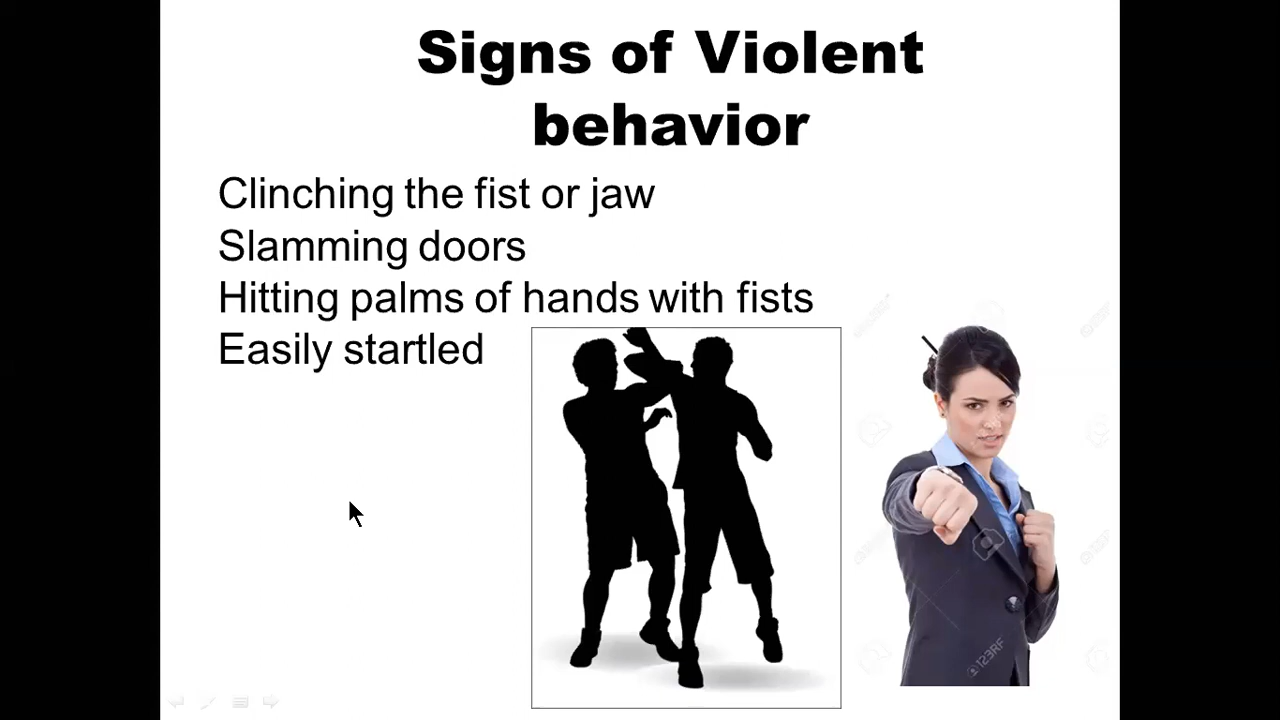 Signs of Violent
behavior
Clinching the fist or jaw
Slamming doors
Hitting palms of hands with fists
Easily startled
123RF